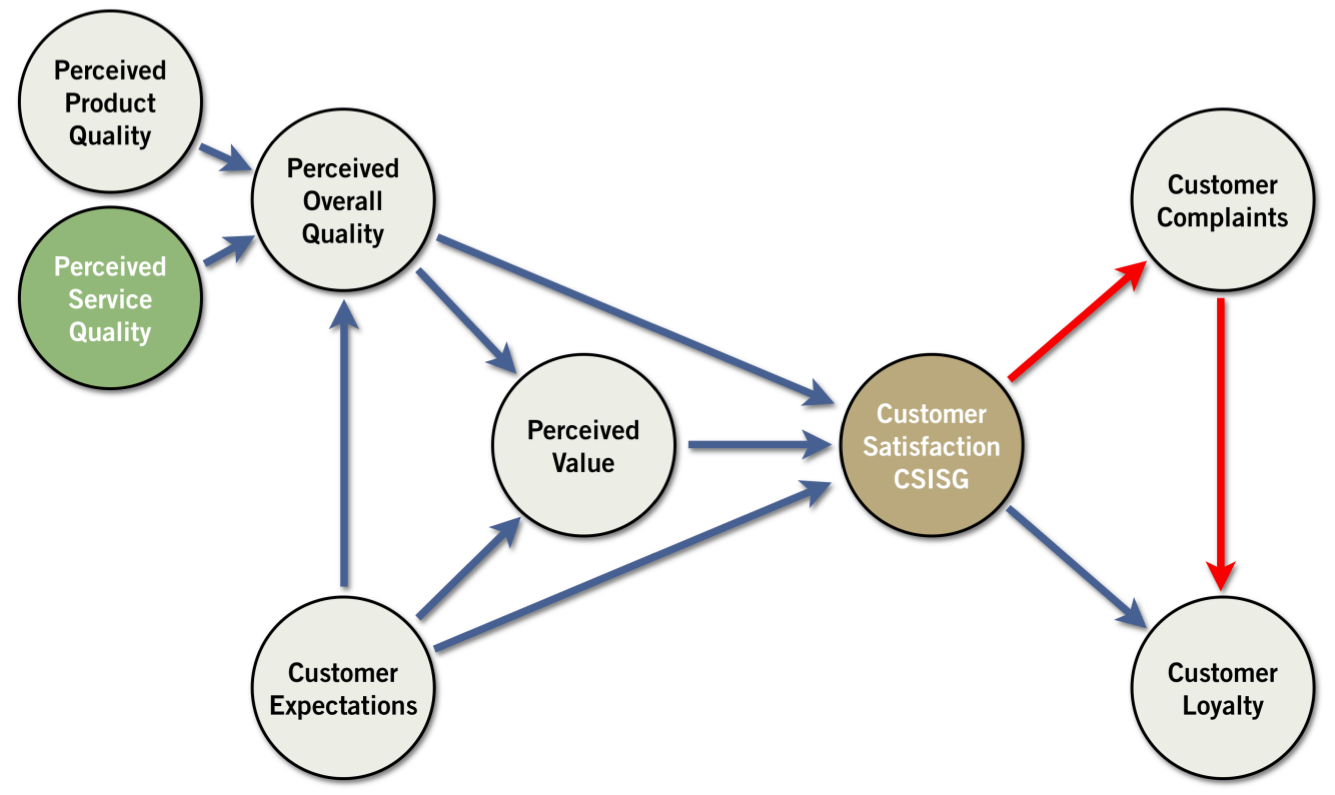 Perceived
Product
Quality
Perceived
Service
Quality
Perceived
Overall
Quality
Perceived
Value
Customer
Expectations
Customer
Satisfaction
CSISG
Customer
Complaints
Customer
Loyalty